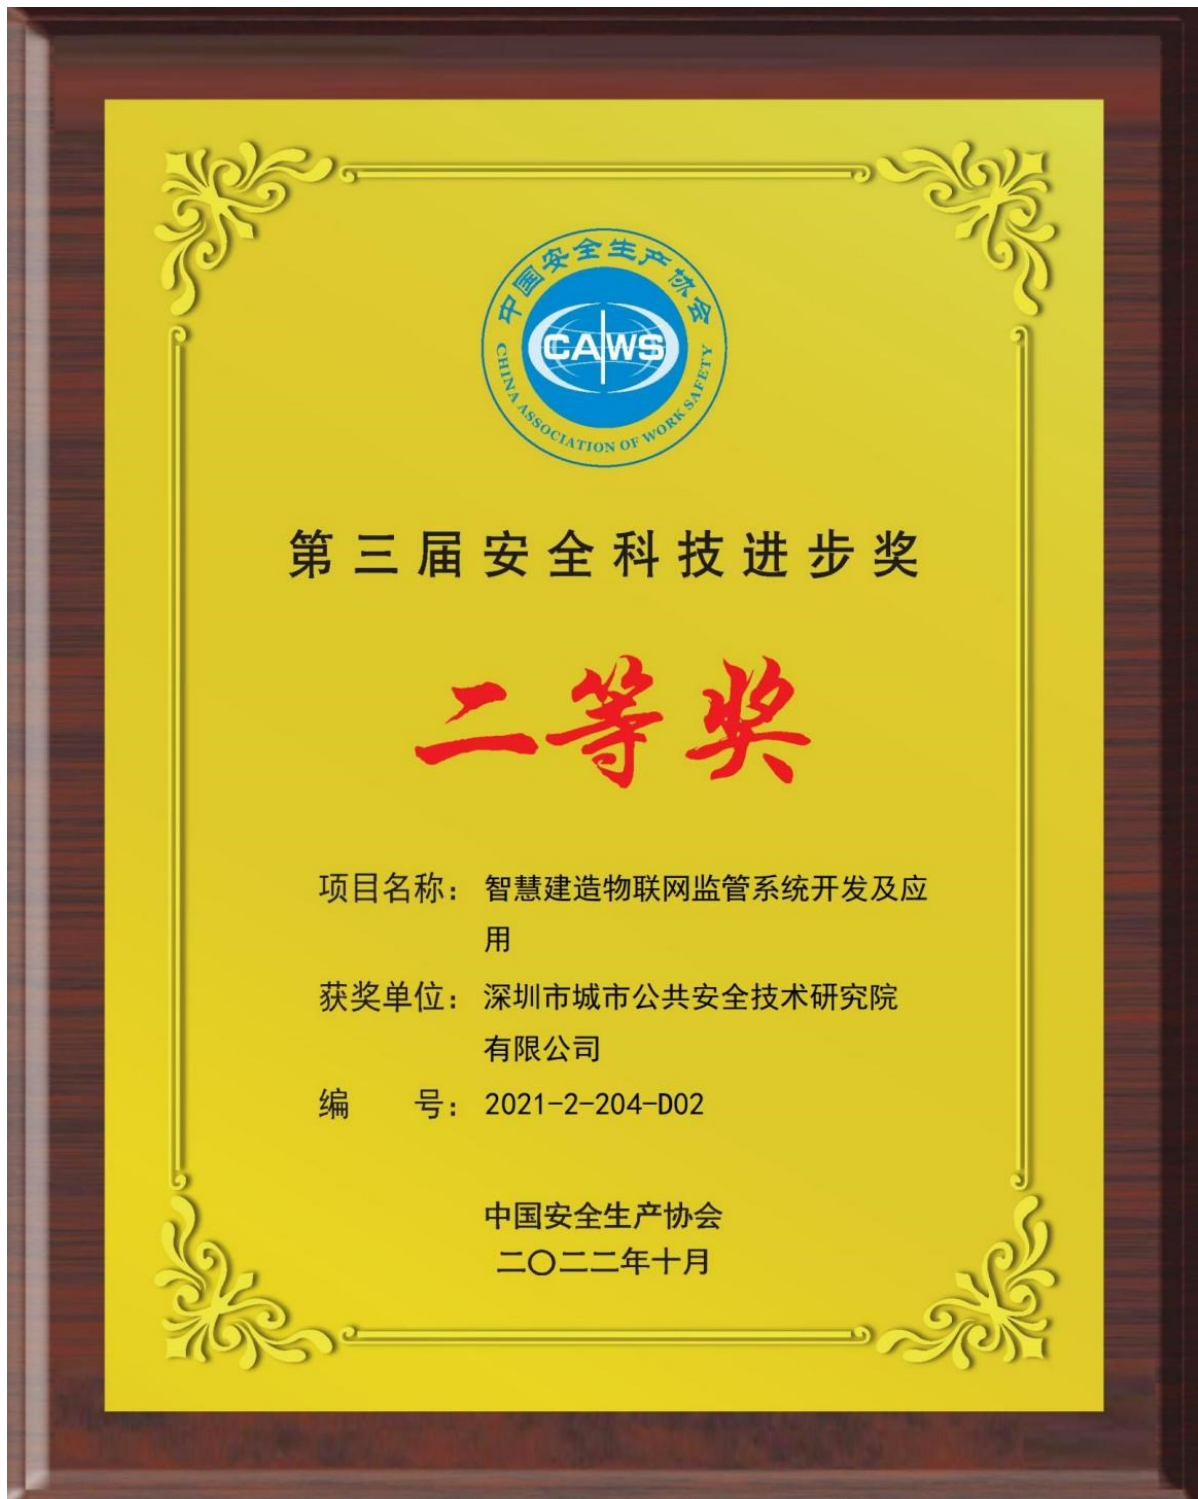 中国安全生产协会
CAWS
CHINA ASSOCIATION OF WORK SAFETY
第三届安全科技进步奖
二等奖
项目名称：智慧建造物联网监管系统开发及应
用
获奖单位：深圳市城市公共安全技术研究院
有限公司
编 号：2021-2-204-D02
中国安全生产协会
二〇二二年十月